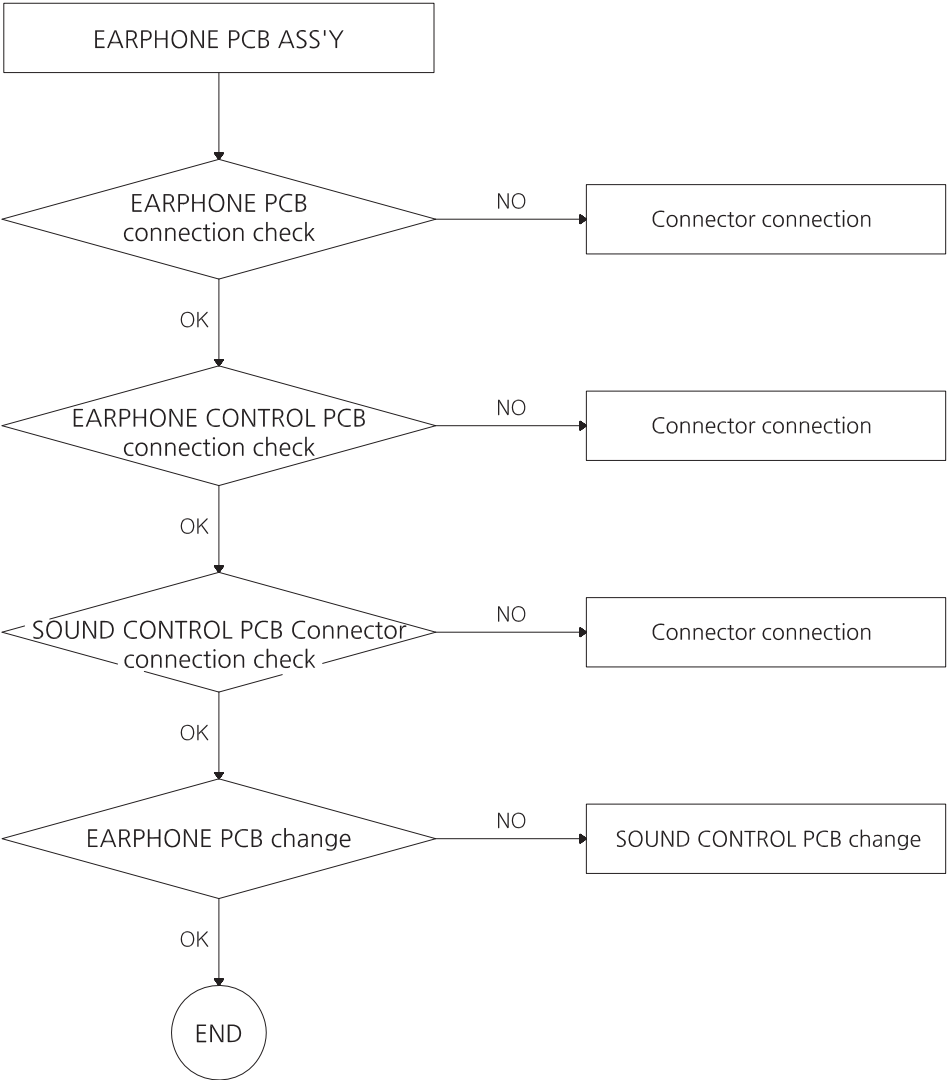 EARPHONE PCB ASS'Y
EARPHONE PCB
connection check
NO
Connector connection
OK
EARPHONE CONTROL PCB
connection check
NO
Connector connection
OK
SOUND CONTROL PCB Connector
connection check
NO
Connector connection
OK
EARPHONE PCB change
NO
SOUND CONTROL PCB change
OK
END